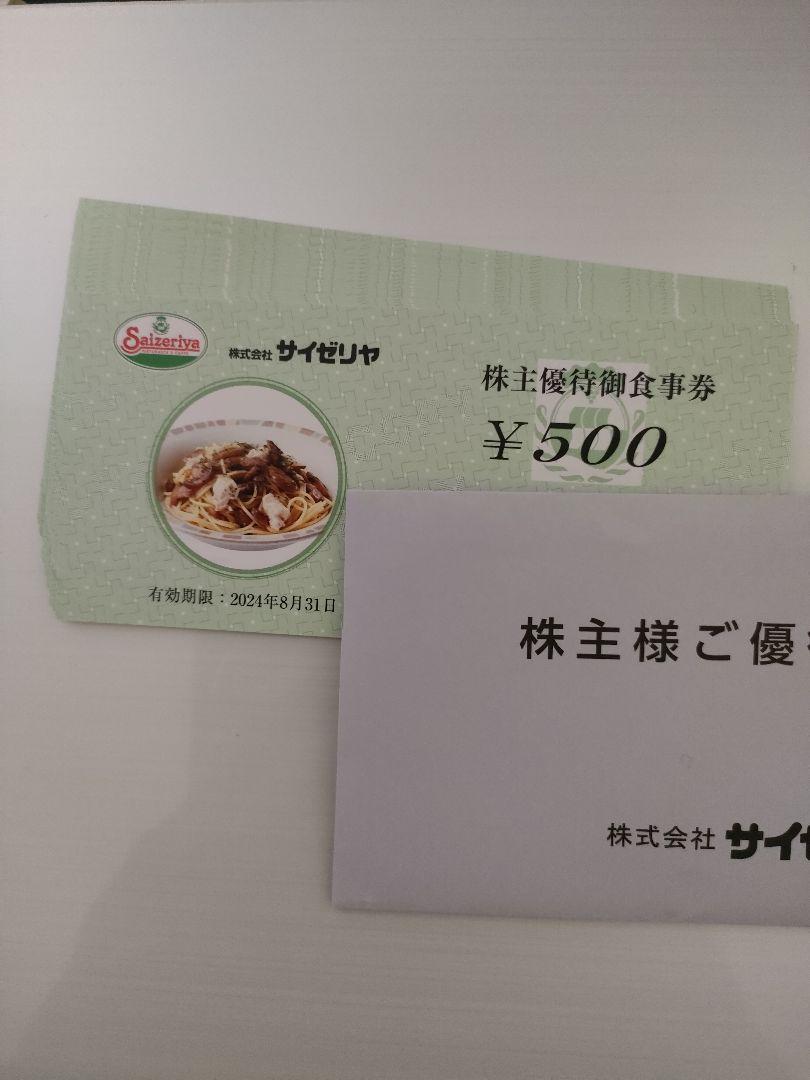 Saizeriya
株式会社 サイゼリヤ
株主優待御食事券
¥500
有効期限：2024年8月31日
株主様ご優
株式会社 サイ